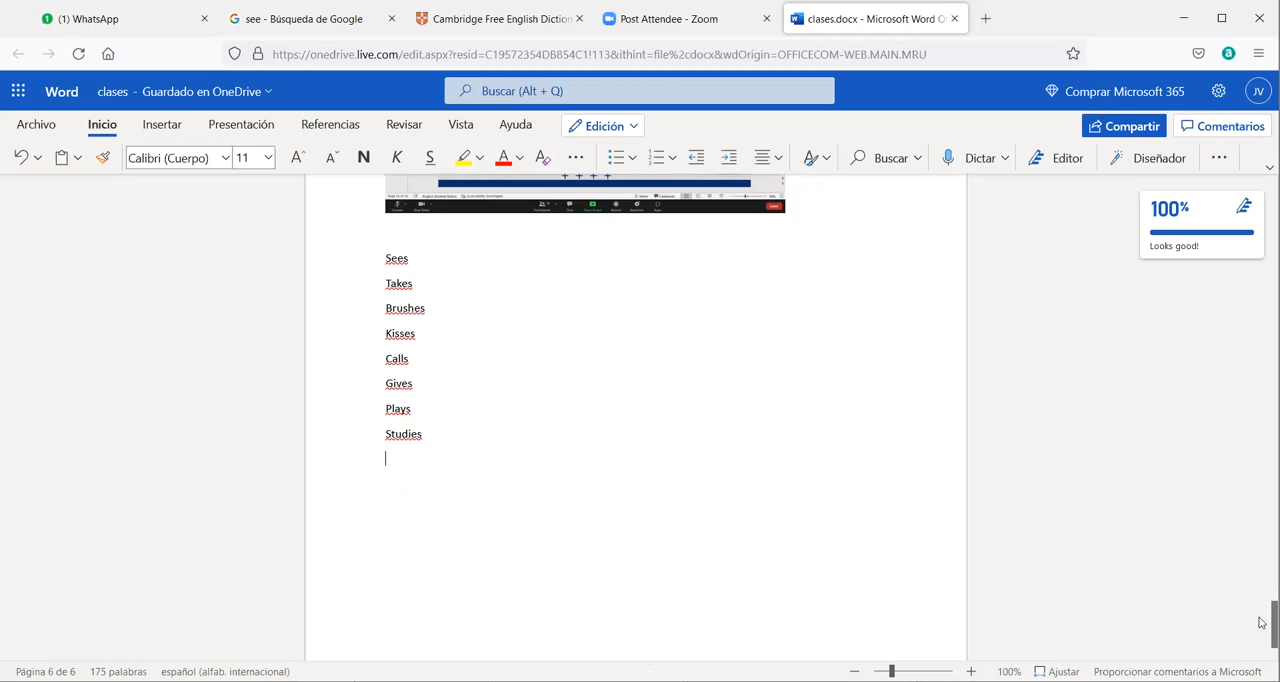 (1) WhatsApp
see - Búsqueda de Google
Cambridge Free English Diction
Post Attendee - Zoom
clases.docx - Microsoft Word O
https://onedrive.live.com/edit.aspx?resid=C19572354DB854C1!113&ithint=file%2cdocx&wdOrigin=OFFICECOM-WEB.MAIN.MRU
a
Word
clases - Guardado en OneDrive
Buscar (Alt + Q)
Comprar Microsoft 365
JV
Archivo
Inicio
Insertar
Presentación
Referencias
Revisar
Vista
Ayuda
Edición
Compartir
Comentarios
Calibri (Cuerpo)
11
N
K
S
Buscar
Dictar
Editor
Diseñador
100%
Looks good!
Sees
Takes
Brushes
Kisses
Calls
Gives
Plays
Studies
Página 6 de 6
175 palabras
español (alfab. internacional)
100%
Ajustar
Proporcionar comentarios a Microsoft